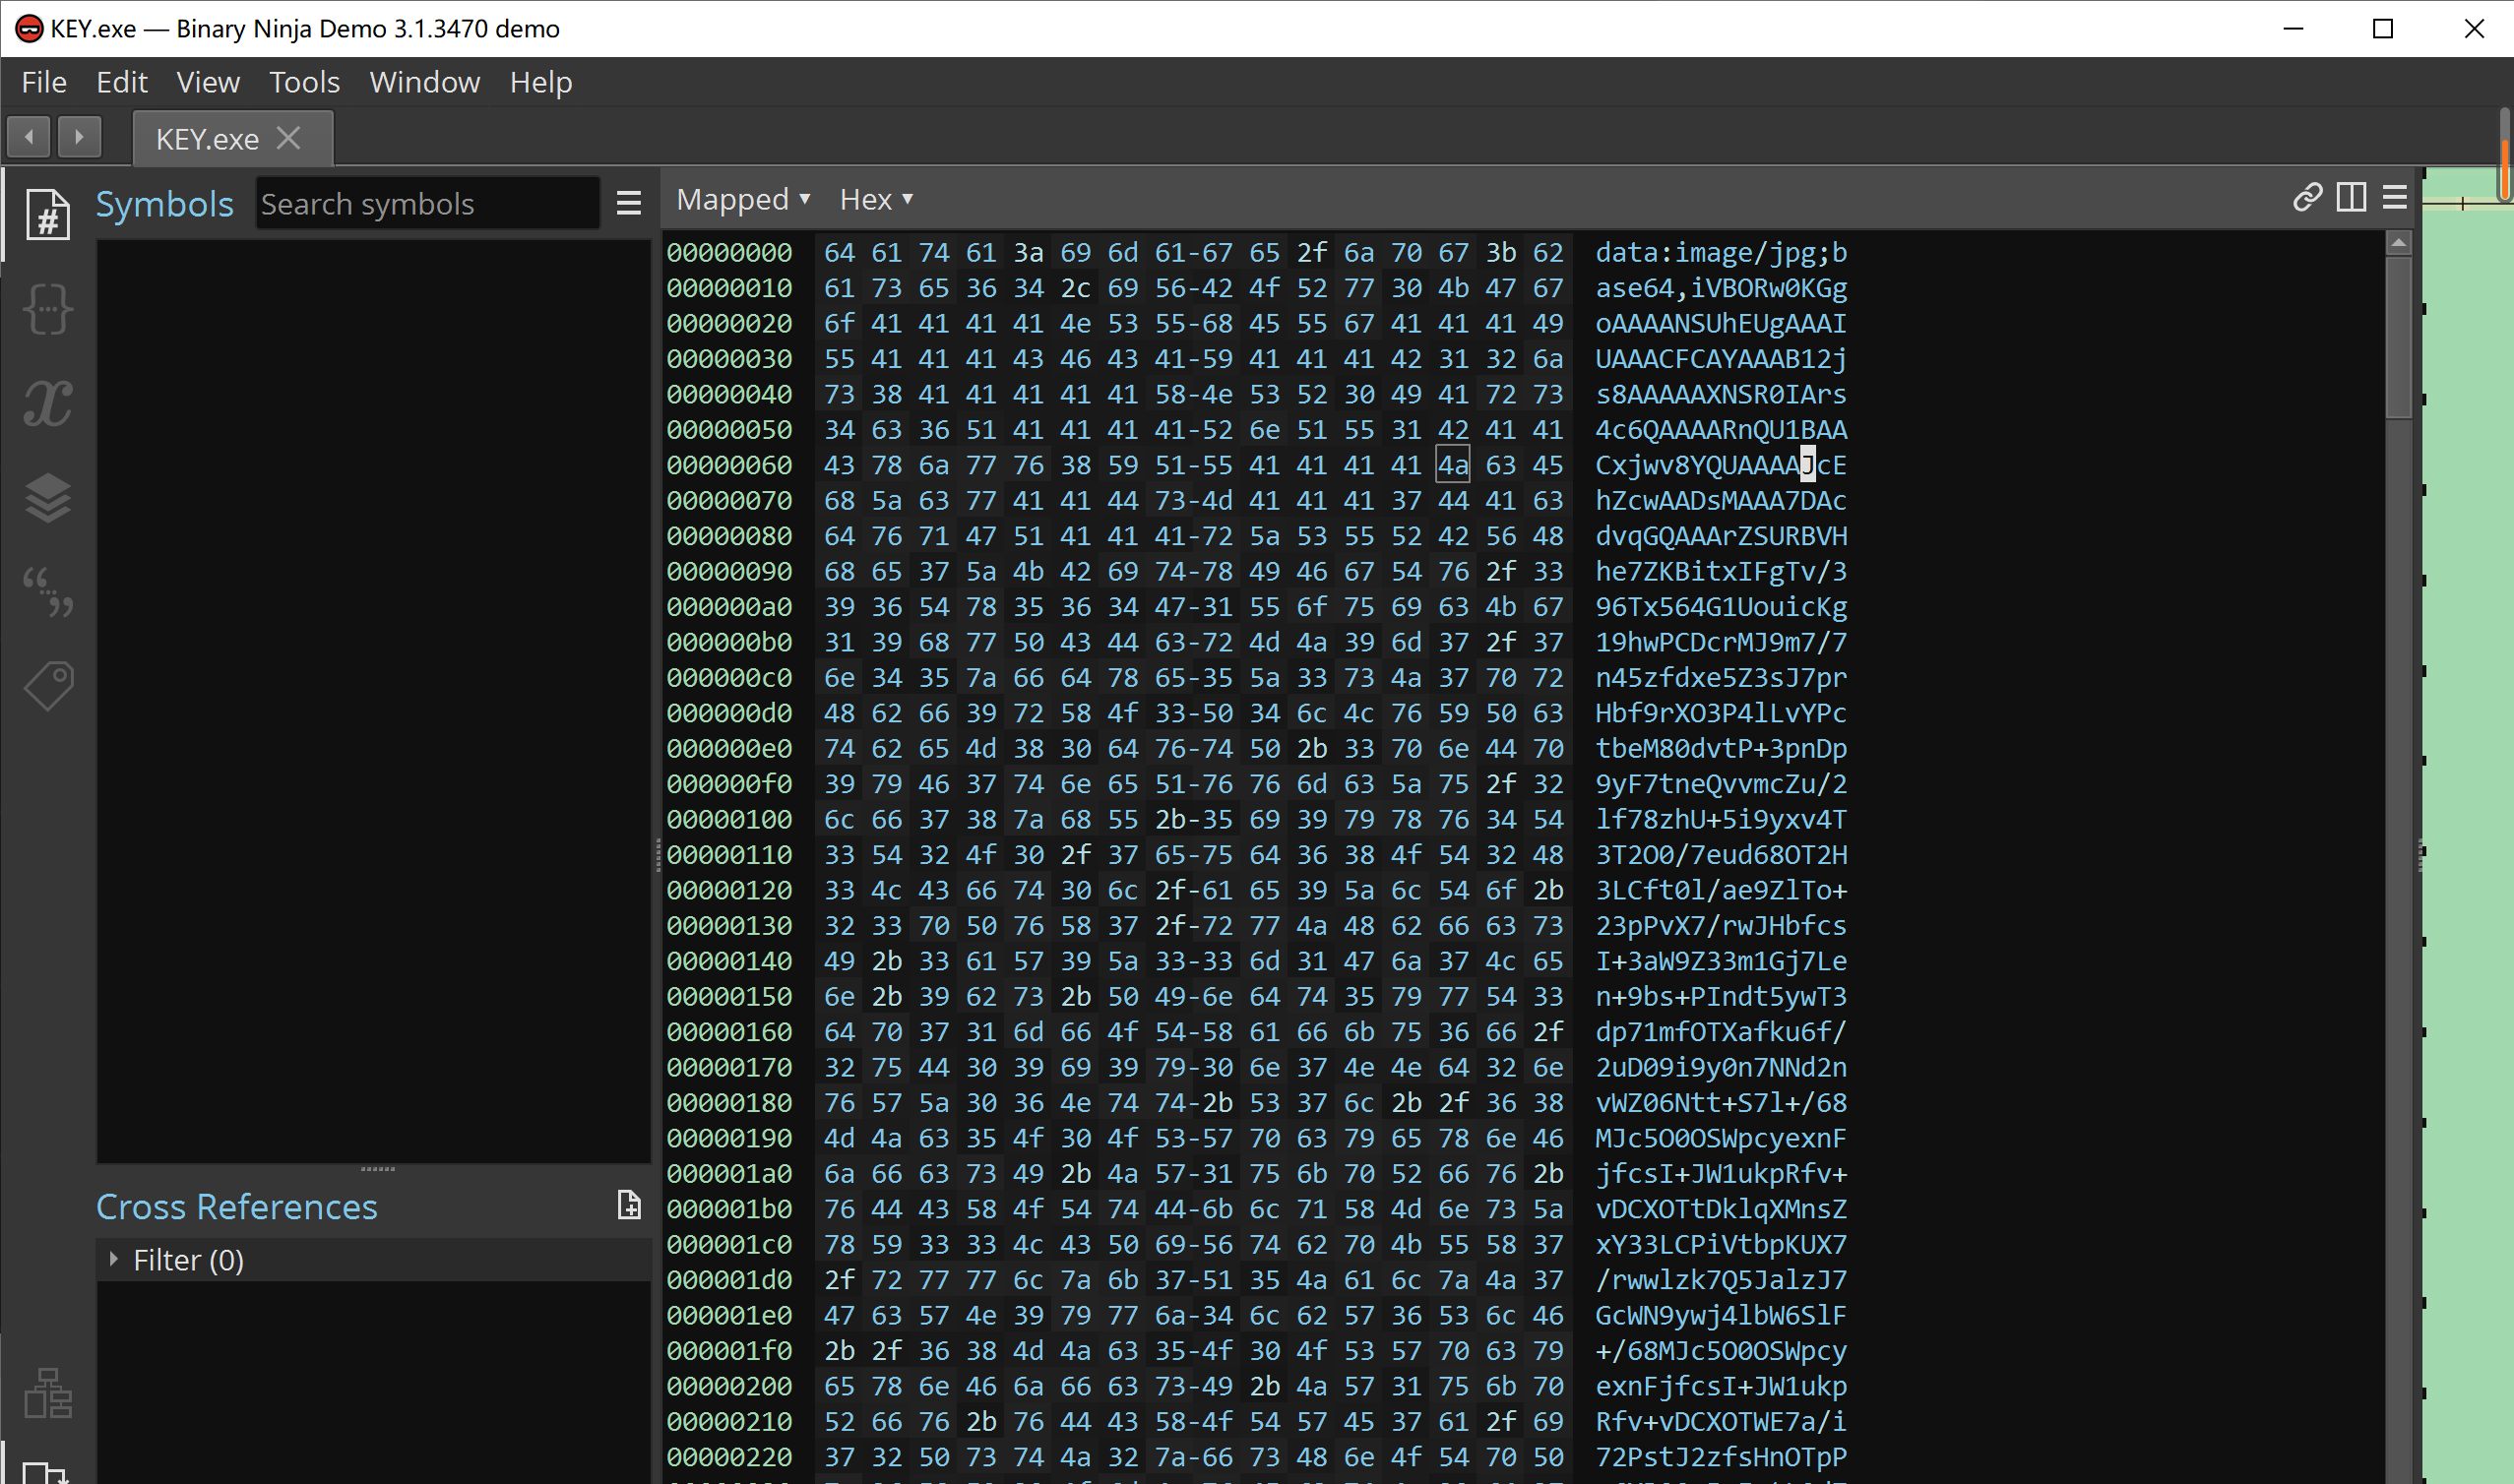 KEY.exe — Binary Ninja Demo 3.1.3470 demo
File Edit View Tools Window Help
KEY.exe
Symbols Search symbols
Mapped Hex
00000000 64 61 74 61 3a 69 6d 61-67 65 2f 6a 70 67 3b 62 data:image/jpg;b
00000010 61 73 65 36 34 2c 69 56-42 4f 52 77 30 4b 47 67 ase64,iVBORw0KGg
00000020 6f 41 41 41 41 4e 53 55-68 45 55 67 41 41 41 49 oAAAANSUhEUgAAAI
00000030 55 41 41 41 43 46 43 41-59 41 41 41 42 31 32 6a UAAACFCAYAAAB12j
00000040 73 38 41 41 41 41 41 58-4e 53 52 30 49 41 72 73 s8AAAAAXNSR0IArs
00000050 34 63 36 51 41 41 41 41-52 6e 51 55 31 42 41 41 4c6QAAAARnQU1BAA
00000060 43 78 6a 77 76 38 59 51-55 41 41 41 41 4a 63 45 Cxjwv8YQUAAAAJcE
00000070 68 5a 63 77 41 41 44 73-4d 41 41 41 37 44 41 63 hZcwAADsMAAA7DAc
00000080 64 76 71 47 51 41 41 41-72 5a 53 55 52 42 56 48 dvqGQAAArZSURBVH
00000090 68 65 37 5a 4b 42 69 74-78 49 46 67 54 76 2f 33 he7ZKBitxIFgTv/3
000000a0 39 36 54 78 35 36 34 47-31 55 6f 75 69 63 4b 67 96Tx564G1UouicKg
000000b0 31 39 68 77 50 43 44 63-72 4d 4a 39 6d 37 2f 37 19hwPCDcrMJ9m7/7
000000c0 6e 34 35 7a 66 64 78 65-35 5a 33 73 4a 37 70 72 n45zfdxe5Z3sJ7pr
000000d0 48 62 66 39 72 58 4f 33-50 34 6c 4c 76 59 50 63 Hbf9rXO3P4lLvYPc
000000e0 74 62 65 4d 38 30 64 76-74 50 2b 33 70 6e 44 70 tbeM80dvtP+3pnDp
000000f0 39 79 46 37 74 6e 65 51-76 76 6d 63 5a 75 2f 32 9yF7tneQvvmcZu/2
00000100 6c 66 37 38 7a 68 55 2b-35 69 39 79 78 76 34 54 lf78zhU+5i9yxv4T
00000110 33 54 32 4f 30 2f 37 65-75 64 36 38 4f 54 32 48 3T2O0/7eud68OT2H
00000120 33 4c 43 66 74 30 6c 2f-61 65 39 5a 6c 54 6f 2b 3LCft0l/ae9ZlTo+
00000130 32 33 70 50 76 58 37 2f-72 77 4a 48 62 66 63 73 23pPvX7/rwJHbfcs
00000140 49 2b 33 61 57 39 5a 33-33 6d 31 47 6a 37 4c 65 I+3aW9Z33m1Gj7Le
00000150 6e 2b 39 62 73 2b 50 49-6e 64 74 35 79 77 54 33 n+9bs+PIndt5ywT3
00000160 64 70 37 31 6d 66 4f 54-58 61 66 6b 75 36 66 2f dp71mfOTXafku6f/
00000170 32 75 44 30 39 69 39 79-30 6e 37 4e 4e 64 32 6e 2uD09i9y0n7NNd2n
00000180 76 57 5a 30 36 4e 74 74-2b 53 37 6c 2b 2f 36 38 vWZ06Ntt+S7l+/68
00000190 4d 4a 63 35 4f 30 4f 53-57 70 63 79 65 78 6e 46 MJc5O0OSWpcyexnF
000001a0 6a 66 63 73 49 2b 4a 57-31 75 6b 70 52 66 76 2b jfcsI+JW1ukpRfv+
000001b0 76 44 43 58 4f 54 74 44-6b 6c 71 58 4d 6e 73 5a vDCXOTtDklqXMnsZ
000001c0 78 59 33 33 4c 43 50 69-56 74 62 70 4b 55 58 37 xY33LCPiVtbpKUX7
000001d0 2f 72 77 77 6c 7a 6b 37-51 35 4a 61 6c 7a 4a 37 /rwwlzk7Q5JalzJ7
000001e0 47 63 57 4e 39 79 77 6a-34 6c 62 57 36 53 6c 46 GcWN9ywj4lbW6SlF
000001f0 2b 2f 36 38 4d 4a 63 35-4f 30 4f 53 57 70 63 79 +/68MJc5O0OSWpcy
00000200 65 78 6e 46 6a 66 63 73-49 2b 4a 57 31 75 6b 70 exnFjfcsI+JW1ukp
00000210 52 66 76 2b 76 44 43 58-4f 54 57 45 37 61 2f 69 Rfv+vDCXOTWE7a/i
00000220 37 32 50 73 74 4a 32 7a-66 73 48 6e 4f 54 70 50 72PstJ2zfsHnOTpP
Cross References
Filter (0)